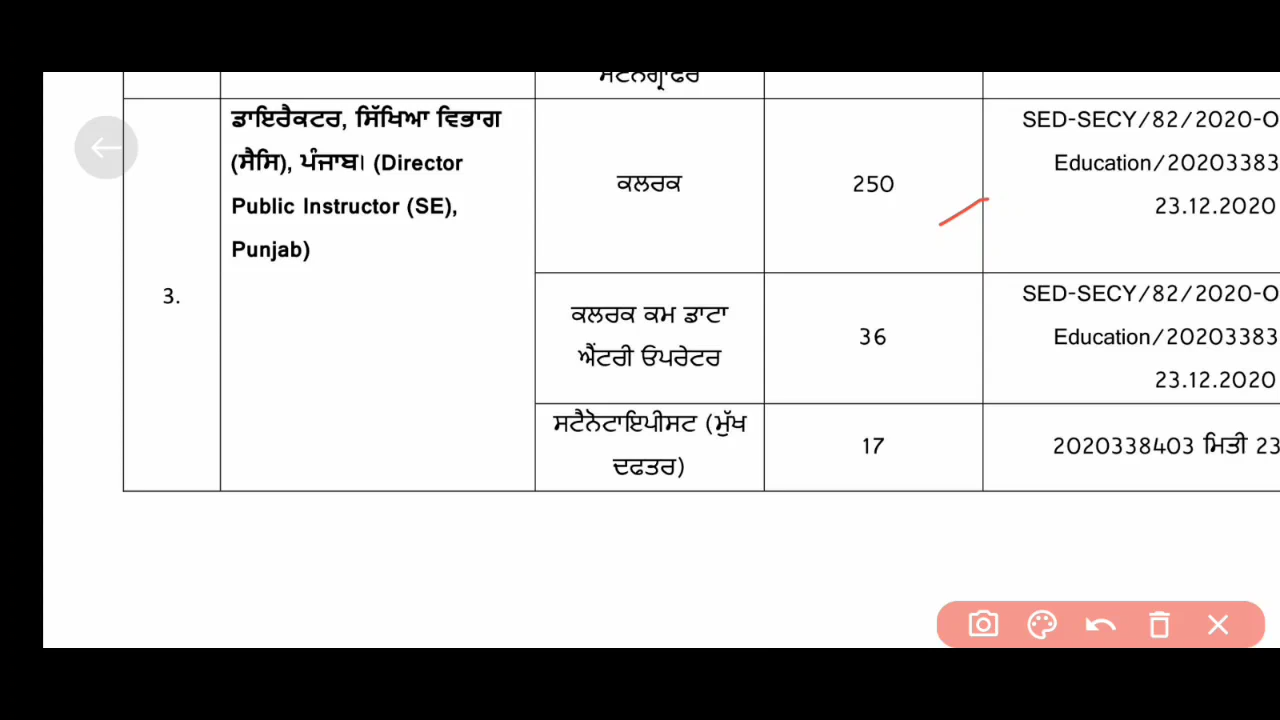 ਡਾਇਰੈਕਟਰ, ਸਿੱਖਿਆ ਵਿਭਾਗ
(ਸੈਸਿ), ਪੰਜਾਬ। (Director
Public Instructor (SE),
Punjab)
3.
ਕਲਰਕ
250
SED-SECY/82/2020-O
Education/20203383
23.12.2020
ਕਲਰਕ ਕਮ ਡਾਟਾ
ਐਂਟਰੀ ਓਪਰੇਟਰ
36
SED-SECY/82/2020-O
Education/20203383
23.12.2020
ਸਟੈਨੋਟਾਇਪੀਸਟ (ਮੁੱਖ
ਦਫਤਰ)
17
2020338403 ਮਿਤੀ 23